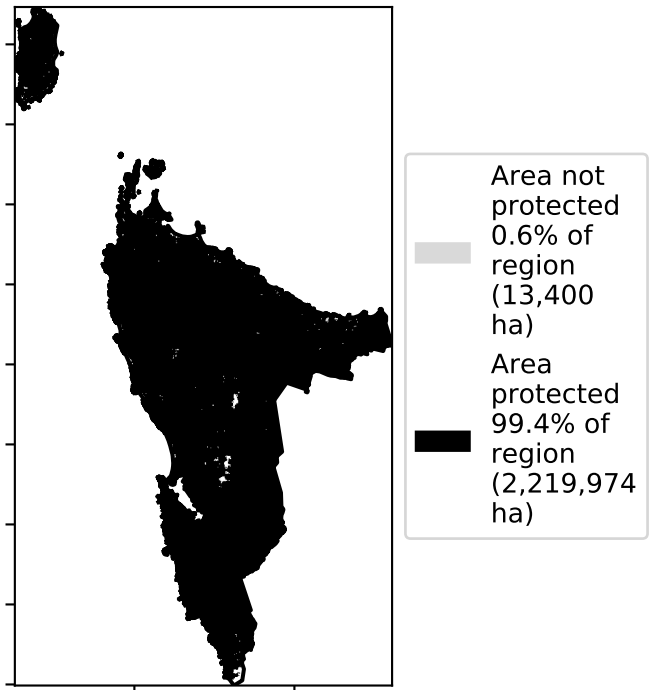 Area not
protected
0.6% of
region
(13,400
ha)
Area
protected
99.4% of
region
(2,219,974
ha)